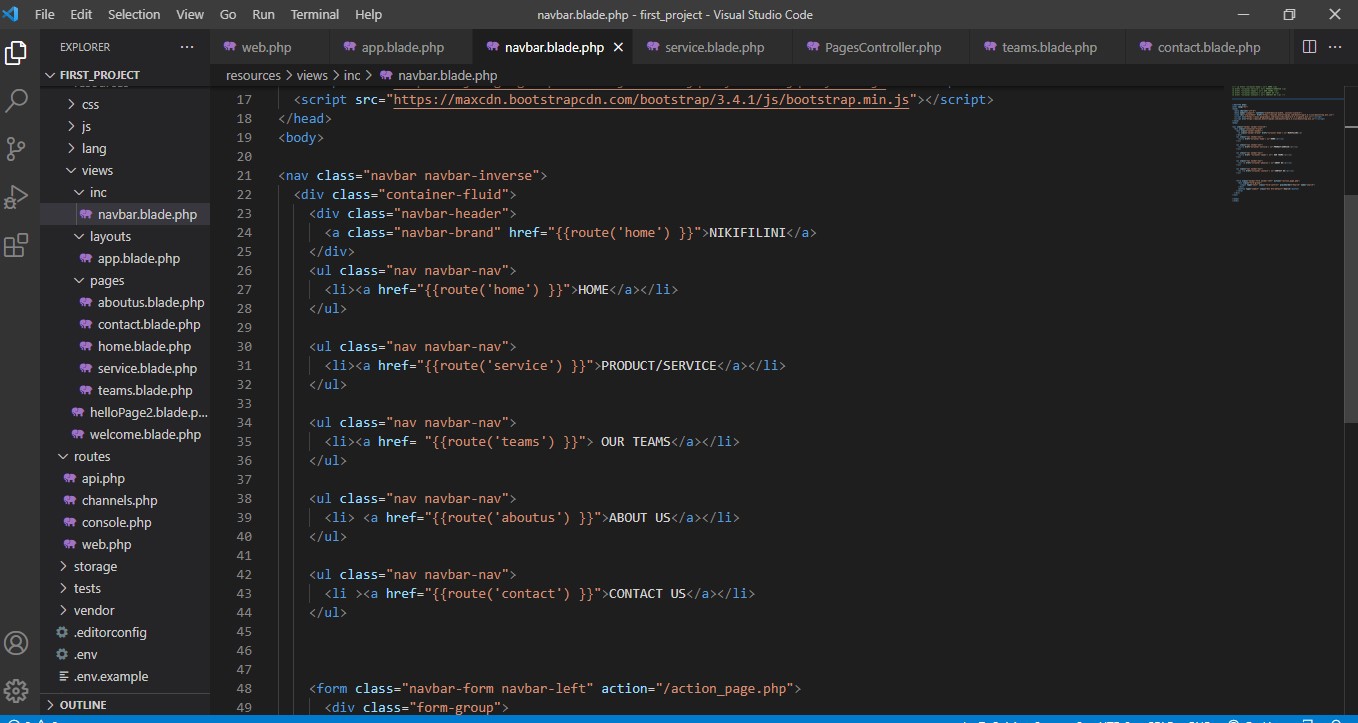 File Edit Selection View Go Run Terminal Help
navbar.blade.php - first_project - Visual Studio Code
EXPLORER
web.php
app.blade.php
navbar.blade.php
service.blade.php
PagesController.php
teams.blade.php
contact.blade.php
FIRST_PROJECT
css
js
lang
views
inc
navbar.blade.php
layouts
app.blade.php
pages
aboutus.blade.php
contact.blade.php
home.blade.php
service.blade.php
teams.blade.php
helloPage2.blade.p...
welcome.blade.php
routes
api.php
channels.php
console.php
web.php
storage
tests
vendor
.editorconfig
.env
.env.example
OUTLINE
resources > views > inc > navbar.blade.php
17 <script src="https://maxcdn.bootstrapcdn.com/bootstrap/3.4.1/js/bootstrap.min.js"></script>
18 </head>
19 <body>
20
21 <nav class="navbar navbar-inverse">
22 <div class="container-fluid">
23 <div class="navbar-header">
24 <a class="navbar-brand" href="{{route('home') }}">NIKIFILINI</a>
25 </div>
26 <ul class="nav navbar-nav">
27 <li><a href="{{route('home') }}">HOME</a></li>
28 </ul>
29
30 <ul class="nav navbar-nav">
31 <li><a href="{{route('service') }}">PRODUCT/SERVICE</a></li>
32 </ul>
33
34 <ul class="nav navbar-nav">
35 <li><a href= "{{route('teams') }}"> OUR TEAMS</a></li>
36 </ul>
37
38 <ul class="nav navbar-nav">
39 <li> <a href="{{route('aboutus') }}">ABOUT US</a></li>
40 </ul>
41
42 <ul class="nav navbar-nav">
43 <li ><a href="{{route('contact') }}">CONTACT US</a></li>
44 </ul>
45
46
47
48 <form class="navbar-form navbar-left" action="/action_page.php">
49 <div class="form-group">